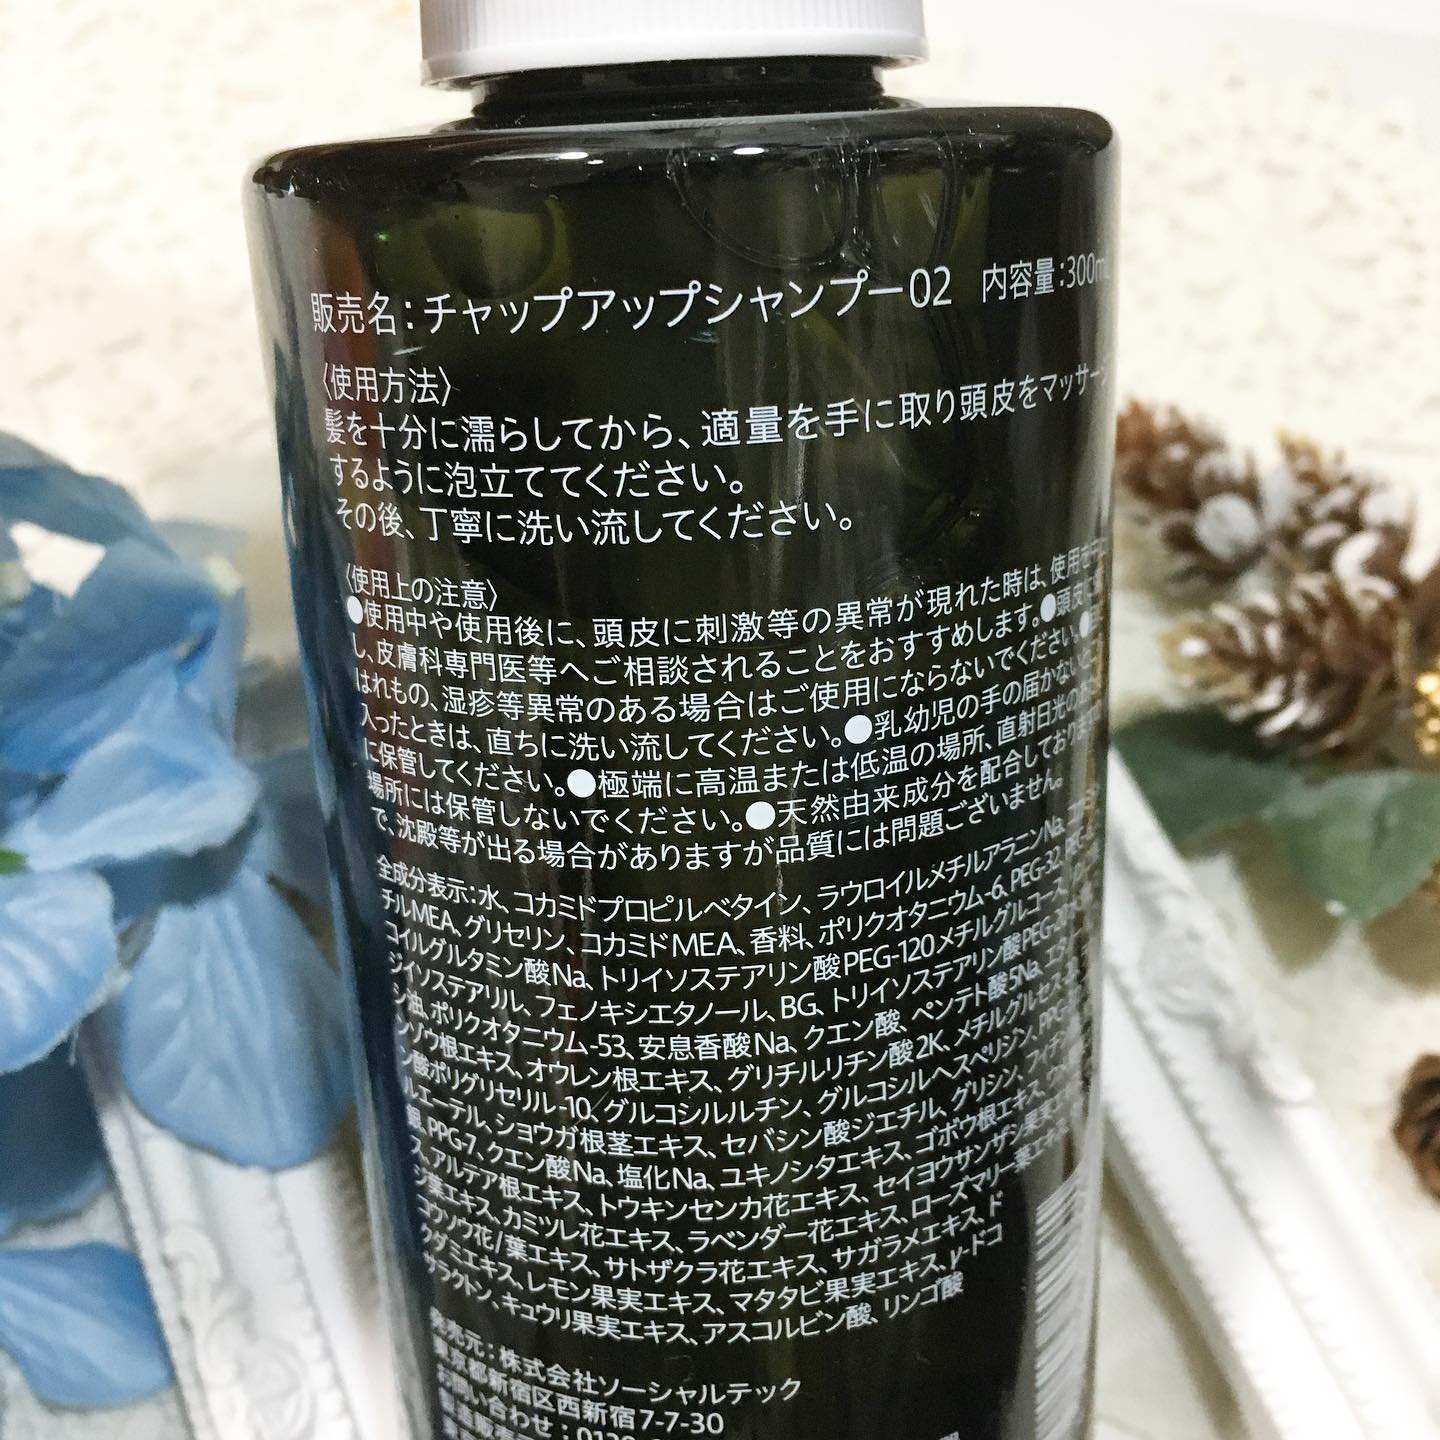 販売名：チャップアップシャンプー02 内容量：300mL
〈使用方法〉
髪を十分に濡らしてから、適量を手に取り頭皮をマッサー
するように泡立ててください。
その後、丁寧に洗い流してください。
〈使用上の注意〉
●使用中や使用後に、頭皮に刺激等の異常が現れた時は、使用を中
し、皮膚科専門医等へご相談されることをおすすめします。●頭皮に
はれもの、湿疹等異常のある場合はご使用にならないでください。●
入ったときは、直ちに洗い流してください。●乳幼児の手の届かない
に保管してください。●極端に高温または低温の場所、直射日光のあ
場所には保管しないでください。●天然由来成分を配合しておりま
で、沈殿等が出る場合がありますが品質には問題ございません。
全成分表示：水、コカミドプロピルベタイン、ラウロイルメチルアラニンNa、
チルMEA、グリセリン、コカミドMEA、香料、ポリクオタニウム-6、PEG-32、
コイルグルタミン酸Na、トリイソステアリン酸PEG-120メチルグルコース、
ジイソステアリル、フェノキシエタノール、BG、トリイソステアリン酸PEG-20
シ油、ポリクオタニウム-53、安息香酸Na、クエン酸、ペンテト酸5Na、
ンゾウ根エキス、オウレン根エキス、グリチルリチン酸2K、メチルグルセス-
ン酸ポリグリセリル-10、グルコシルルチン、グルコシルヘスペリジン、PPG-
ルエーテル、ショウガ根茎エキス、セバシン酸ジエチル、グリシン、フィチン
銀、PPG-7、クエン酸Na、塩化Na、ユキノシタエキス、ゴボウ根エキス、
ス、アルテア根エキス、トウキンセンカ花エキス、セイヨウサンザシ果実エ
ジ葉エキス、カミツレ花エキス、ラベンダー花エキス、ローズマリー葉エキス、
コウソウ花/葉エキス、サトザクラ花エキス、サガラメエキス、ド
クダミエキス、レモン果実エキス、マタタビ果実エキス、γ-ドコ
サラクトン、キュウリ果実エキス、アスコルビン酸、リンゴ酸
発売元：株式会社ソーシャルテック
東京都新宿区西新宿7-7-30
お問い合わせ：0120